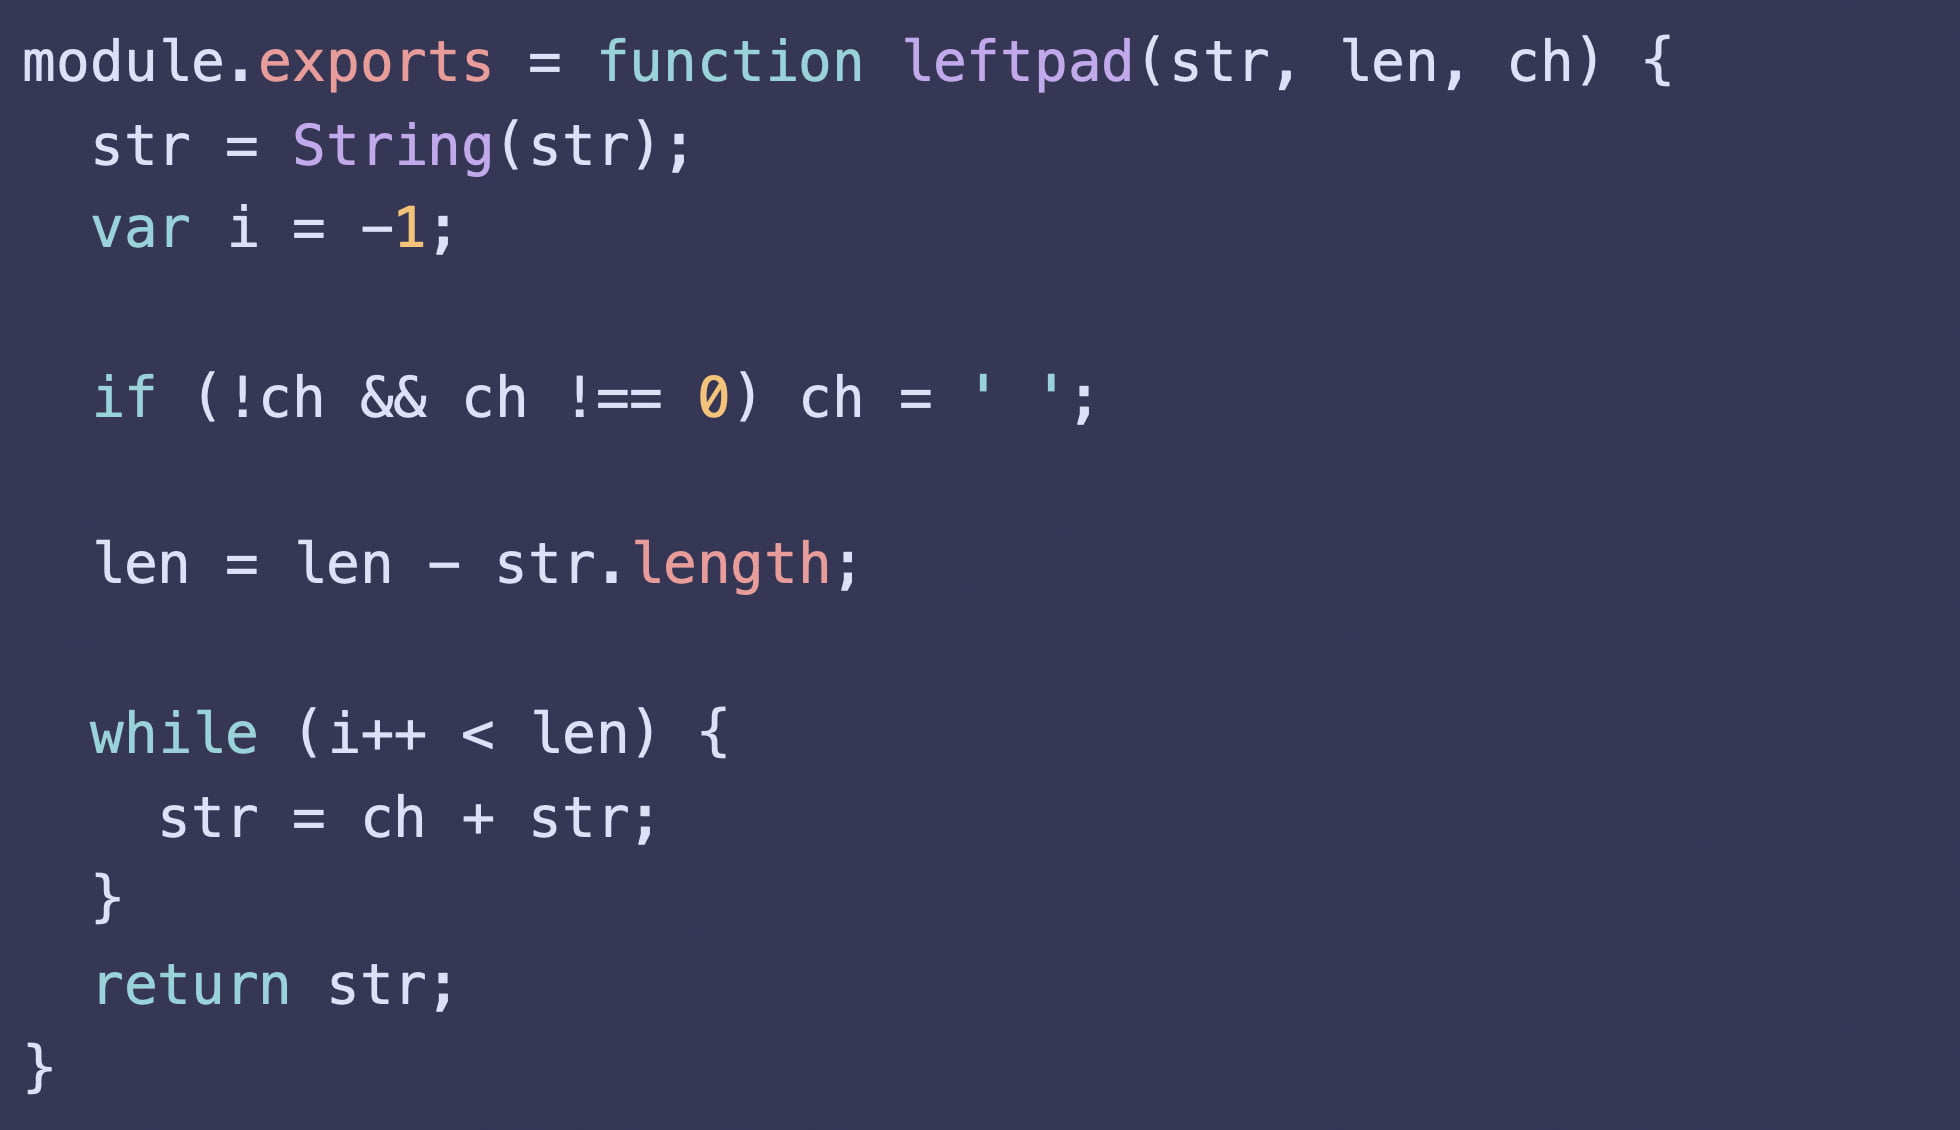 module.exports = function leftpad(str, len, ch) {
  str = String(str);
  var i = -1;

  if (!ch && ch !== 0) ch = ' ';

  len = len - str.length;

  while (i++ < len) {
    str = ch + str;
  }
  return str;
}